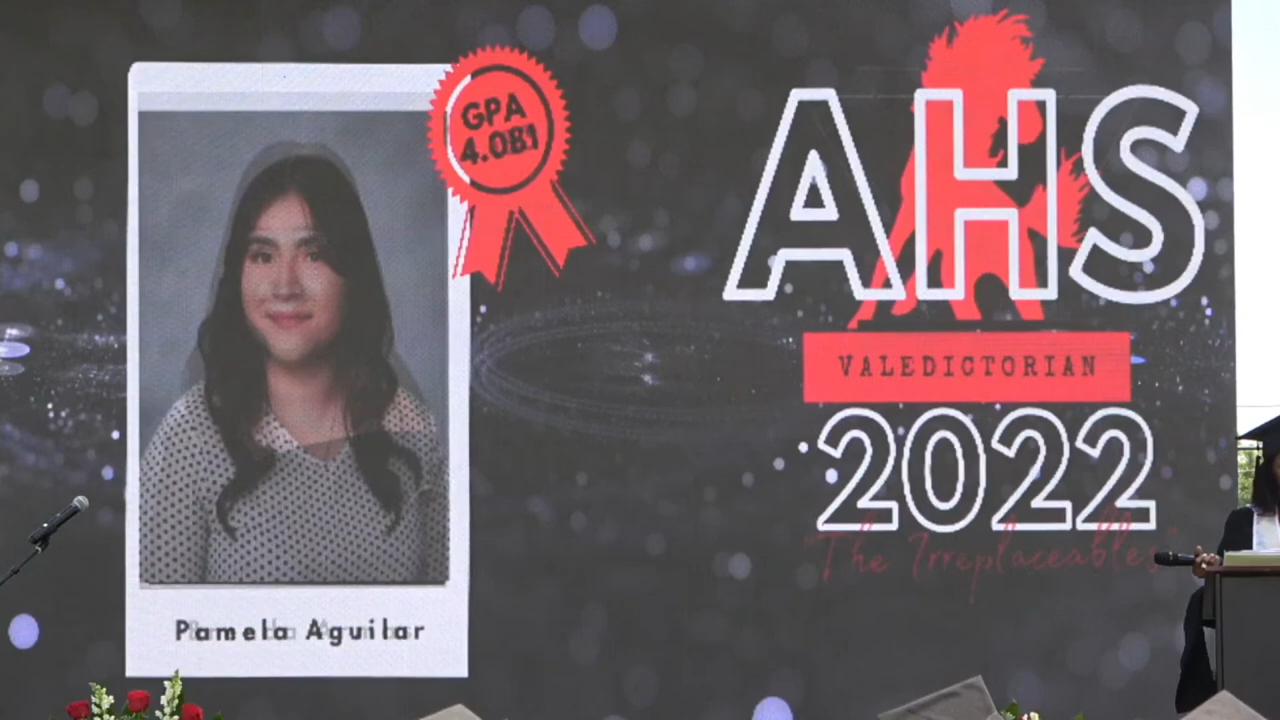 GPA
4.081
AHS
VALEDICTORIAN
2022
"The Irreplaceables"
Pamela Aguilar